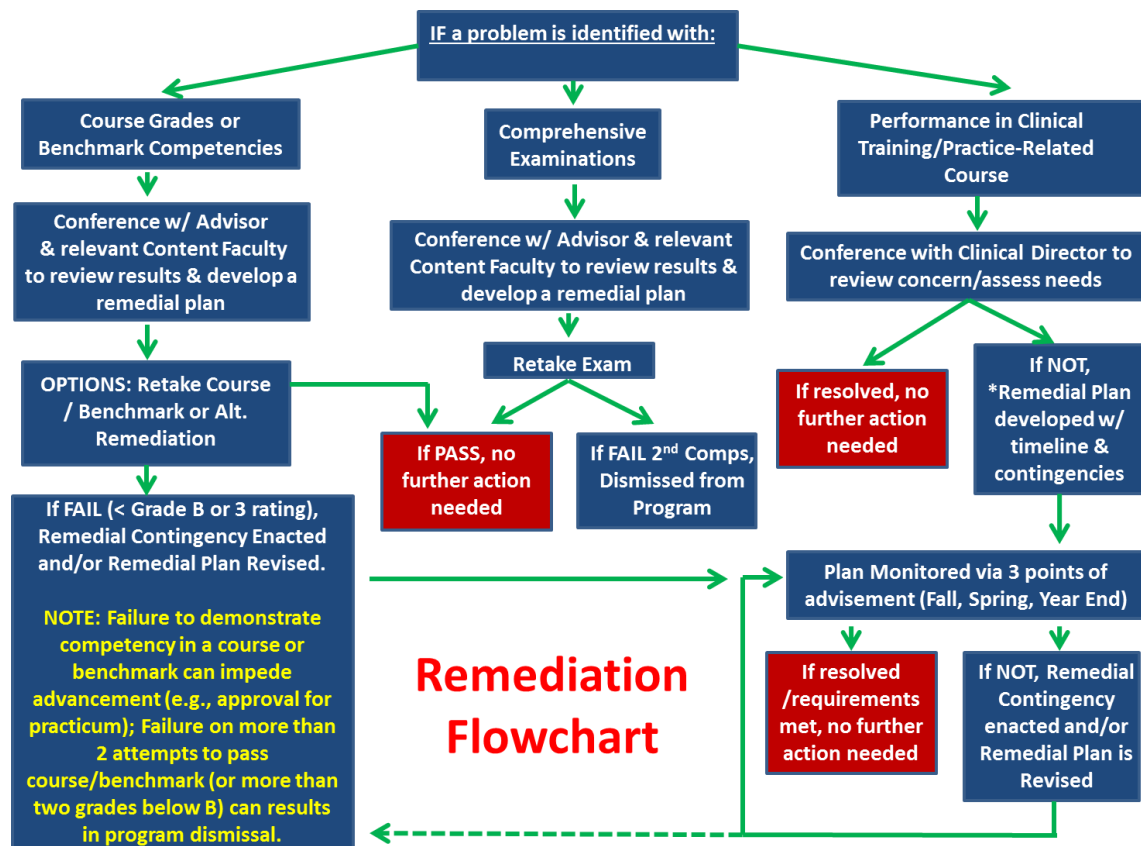 IF a problem is identified with:
Course Grades or
Benchmark Competencies
Conference w/ Advisor
& relevant Content Faculty
to review results & develop a
remedial plan
OPTIONS: Retake Course
/ Benchmark or Alt.
Remediation
If FAIL (< Grade B or 3 rating),
Remedial Contingency Enacted
and/or Remedial Plan Revised.
NOTE: Failure to demonstrate
competency in a course or
benchmark can impede
advancement (e.g., approval for
practicum); Failure on more than
2 attempts to pass
course/benchmark (or more than
two grades below B) can results
in program dismissal.
Comprehensive
Examinations
Conference w/ Advisor & relevant
Content Faculty to review results &
develop a remedial plan
Retake Exam
If PASS, no
further action
needed
If FAIL 2nd Comps,
Dismissed from
Program
Performance in Clinical
Training/Practice-Related
Course
Conference with Clinical Director to
review concern/assess needs
If resolved, no
further action
needed
If NOT,
*Remedial Plan
developed w/
timeline &
contingencies
Plan Monitored via 3 points of
advisement (Fall, Spring, Year End)
If resolved
/requirements
met, no further
action needed
If NOT, Remedial
Contingency
enacted and/or
Remedial Plan is
Revised
Remediation
Flowchart